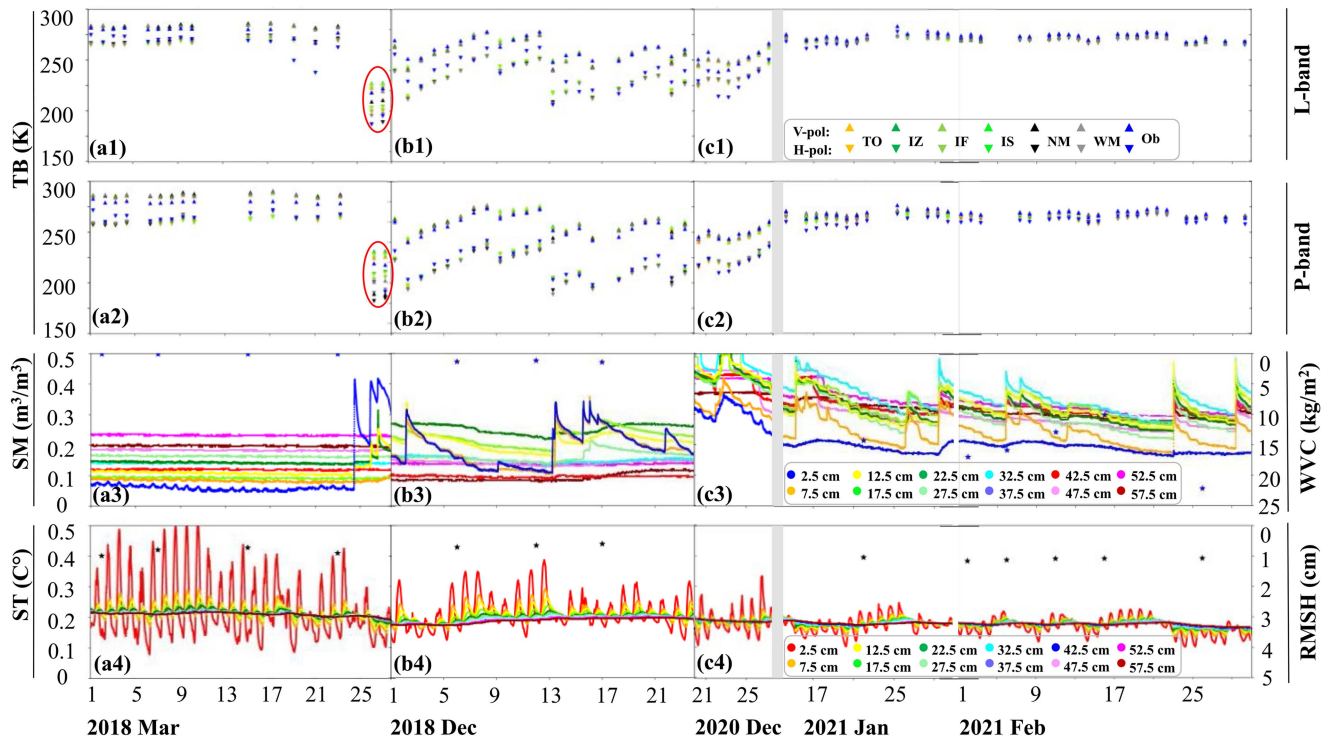 300
250
200
150
(a1)
(b1)
(c1)
V-pol:
H-pol:
TO
IZ
IF
IS
NM
WM
Ob
L-band
TB (K)
300
250
200
150
(a2)
(b2)
(c2)
P-band
0.5
0.4
0.3
0.2
0.1
0
SM (m³/m³)
(a3)
(b3)
(c3)
2.5 cm 12.5 cm 22.5 cm 32.5 cm 42.5 cm 52.5 cm
7.5 cm 17.5 cm 27.5 cm 37.5 cm 47.5 cm 57.5 cm
0
5
10
15
20
25
WVC (kg/m²)
0.5
0.4
0.3
0.2
0.1
0
ST (C°)
(a4)
(b4)
(c4)
2.5 cm 12.5 cm 22.5 cm 32.5 cm 42.5 cm 52.5 cm
7.5 cm 17.5 cm 27.5 cm 37.5 cm 47.5 cm 57.5 cm
0
1
2
3
4
5
RMSH (cm)
1 5 9 13 17 21 25 1 5 9 13 17 21 21 25 17 25 1 9 17 25
2018 Mar 2018 Dec 2020 Dec 2021 Jan 2021 Feb